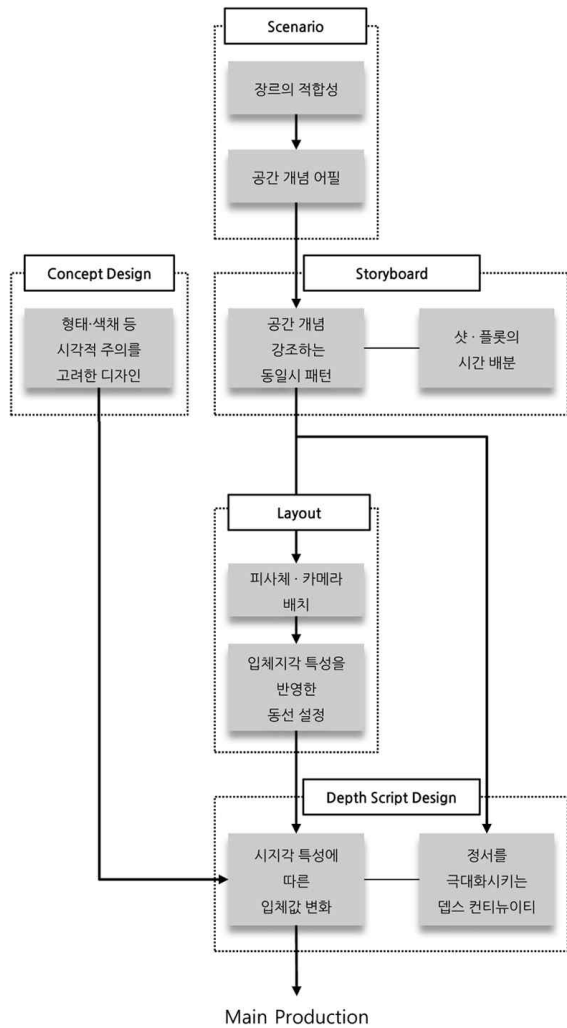 Scenario
장르의 적합성
공간 개념 어필
Concept Design
형태·색채 등
시각적 주의를
고려한 디자인
Storyboard
공간 개념
강조하는
동일시 패턴
샷 · 플롯의
시간 배분
Layout
피사체 · 카메라
배치
입체지각 특성을
반영한
동선 설정
Depth Script Design
시지각 특성에
따른
입체값 변화
정서를
극대화시키는
뎁스 컨티뉴이티
Main Production